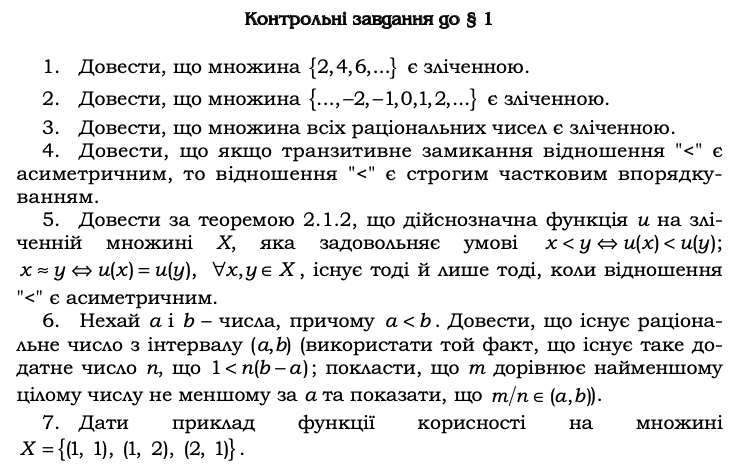 Контрольні завдання до § 1
1. Довести, що множина {2,4,6,...} є зліченною.
2. Довести, що множина {...,−2,−1,0,1,2,...} є зліченною.
3. Довести, що множина всіх раціональних чисел є зліченною.
4. Довести, що якщо транзитивне замикання відношення "<" є
асиметричним, то відношення "<" є строгим частковим впорядку-
ванням.
5. Довести за теоремою 2.1.2, що дійснозначна функція u на злі-
ченній множині X, яка задовольняє умові x < y ⇔ u(x) < u(y);
x ≈ y ⇔ u(x) = u(y), ∀x,y ∈ X, існує тоді й лише тоді, коли відношення
"<" є асиметричним.
6. Нехай a і b – числа, причому a < b. Довести, що існує раціона-
льне число з інтервалу (a,b) (використати той факт, що існує таке до-
датне число n, що 1 < n(b − a); покласти, що m дорівнює найменшому
цілому числу не меншому за a та показати, що m/n ∈ (a,b)).
7. Дати приклад функції корисності на множині
X = {(1, 1), (1, 2), (2, 1)}.